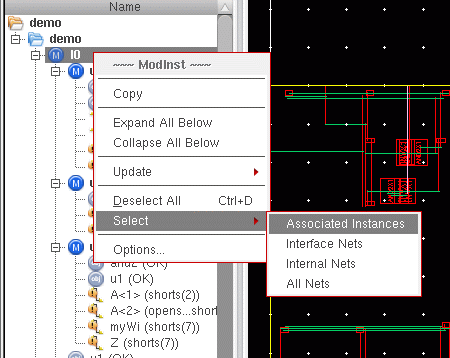 Name
demo
demo
I0
~~~ ModInst ~~~
Copy
Expand All Below
Collapse All Below
Update
Deselect All Ctrl+D
Select
Options...
Associated Instances
Interface Nets
Internal Nets
All Nets
and2 (OK)
u1 (OK)
A<1> (shorts(2))
A<2> (opens...short
myWi (shorts(7))
Z (shorts(7))
u1 (OK)